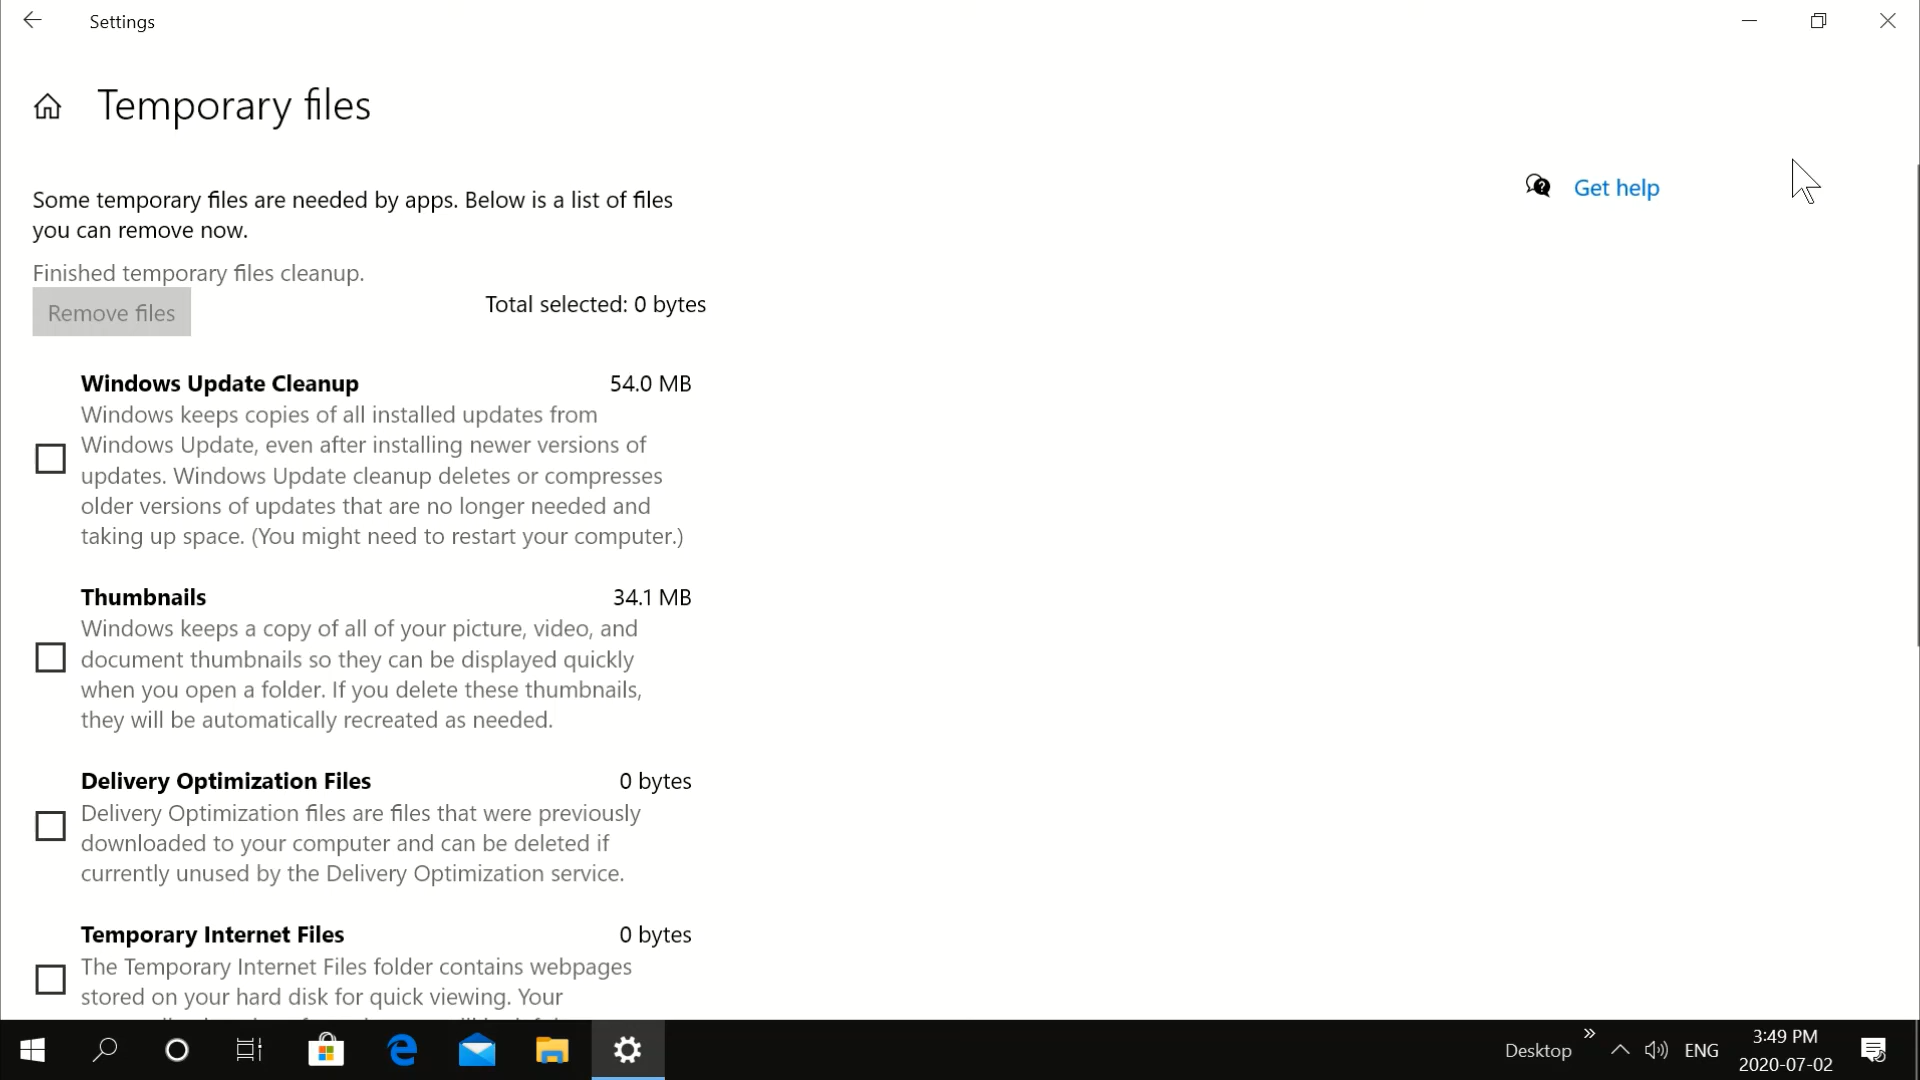 Settings
Temporary files
Some temporary files are needed by apps. Below is a list of files
you can remove now.
Get help
Finished temporary files cleanup.
Remove files
Total selected: 0 bytes
Windows Update Cleanup 54.0 MB
Windows keeps copies of all installed updates from
Windows Update, even after installing newer versions of
updates. Windows Update cleanup deletes or compresses
older versions of updates that are no longer needed and
taking up space. (You might need to restart your computer.)
Thumbnails 34.1 MB
Windows keeps a copy of all of your picture, video, and
document thumbnails so they can be displayed quickly
when you open a folder. If you delete these thumbnails,
they will be automatically recreated as needed.
Delivery Optimization Files 0 bytes
Delivery Optimization files are files that were previously
downloaded to your computer and can be deleted if
currently unused by the Delivery Optimization service.
Temporary Internet Files 0 bytes
The Temporary Internet Files folder contains webpages
stored on your hard disk for quick viewing. Your
Desktop
ENG
3:49 PM
2020-07-02